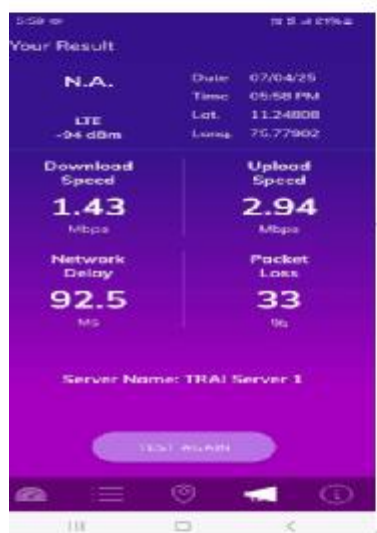 5:59
Your Result
N.A.
LTE
-94 dBm
Date 07/04/25
Time 05:58 PM
Lat. 11.24808
Long. 75.77902
Download Speed
1.43
Mbps
Upload Speed
2.94
Mbps
Network Delay
92.5
MS
Packet Loss
33
%
Server Name: TRAI Server 1
TEST AGAIN